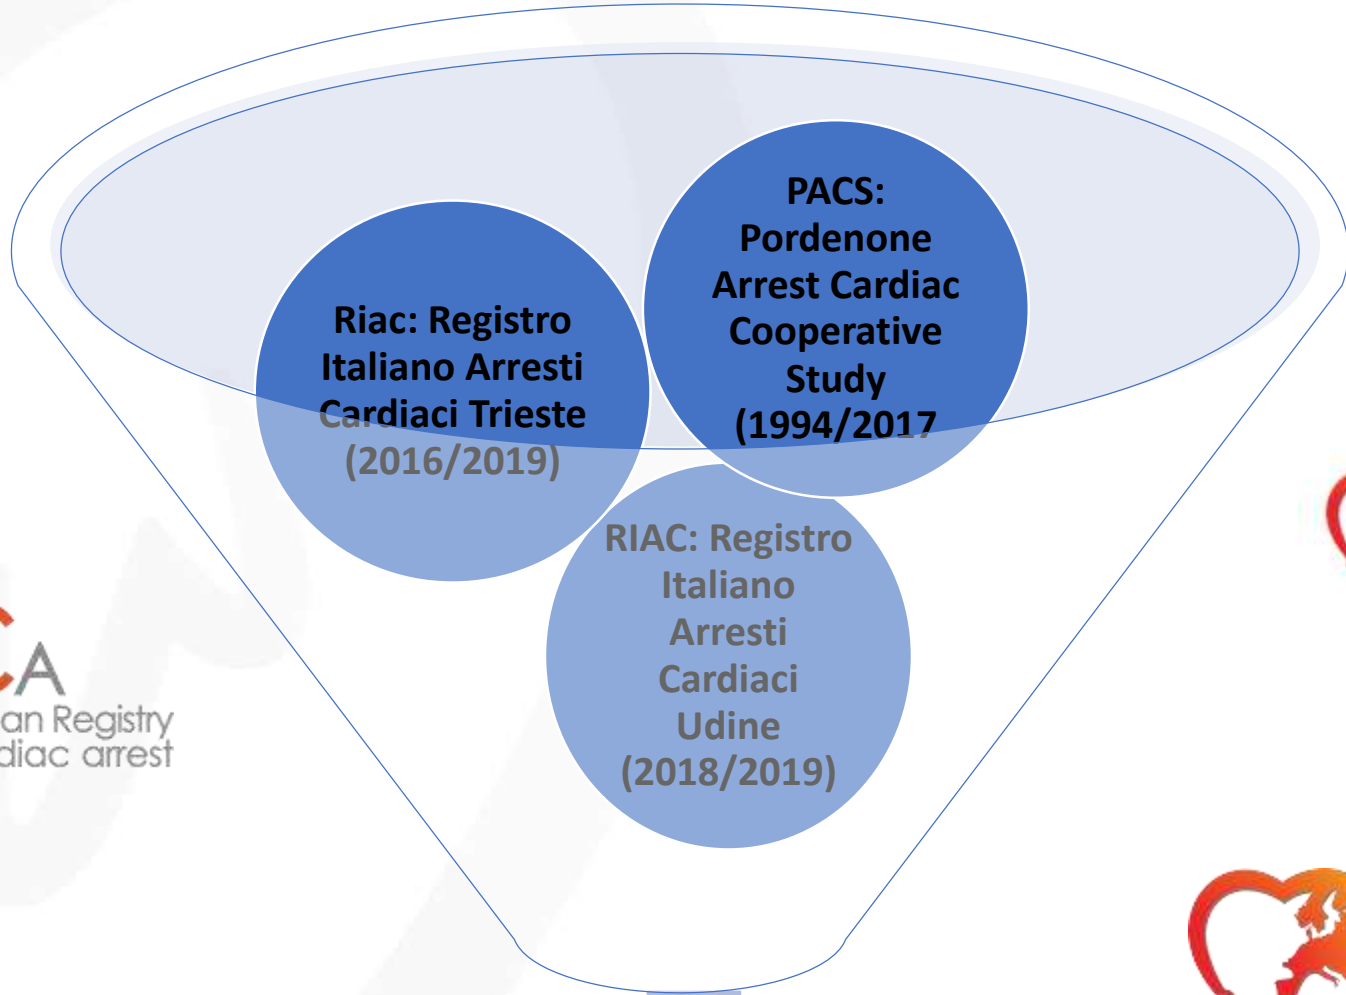 PACS:
Pordenone
Arrest Cardiac
Cooperative
Study
(1994/2017
Riac: Registro
Italiano Arresti
Cardiaci Trieste
(2016/2019)
RIAC: Registro
Italiano
Arresti
Cardiaci
Udine
(2018/2019)
CA
an Registry
diac arrest